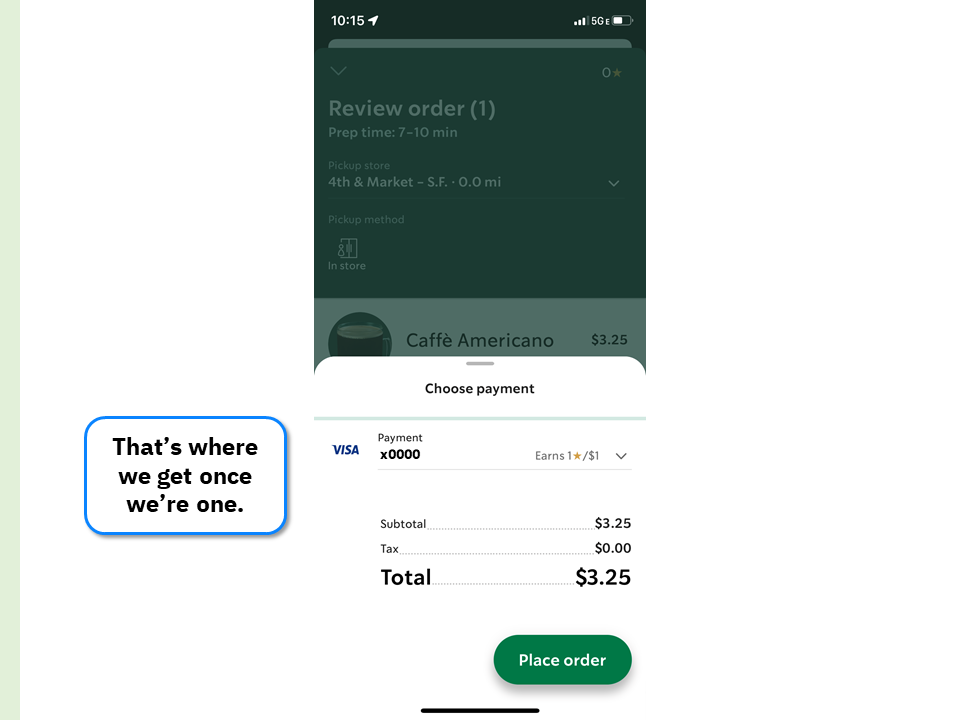 10:15
5G E
0★
Review order (1)
Prep time: 7–10 min
Pickup store
4th & Market – S.F. · 0.0 mi
Pickup method
In store
Caffè Americano $3.25
Choose payment
VISA
Payment
x0000
Earns 1★/$1
That’s where
we get once
we’re one.
Subtotal $3.25
Tax $0.00
Total $3.25
Place order